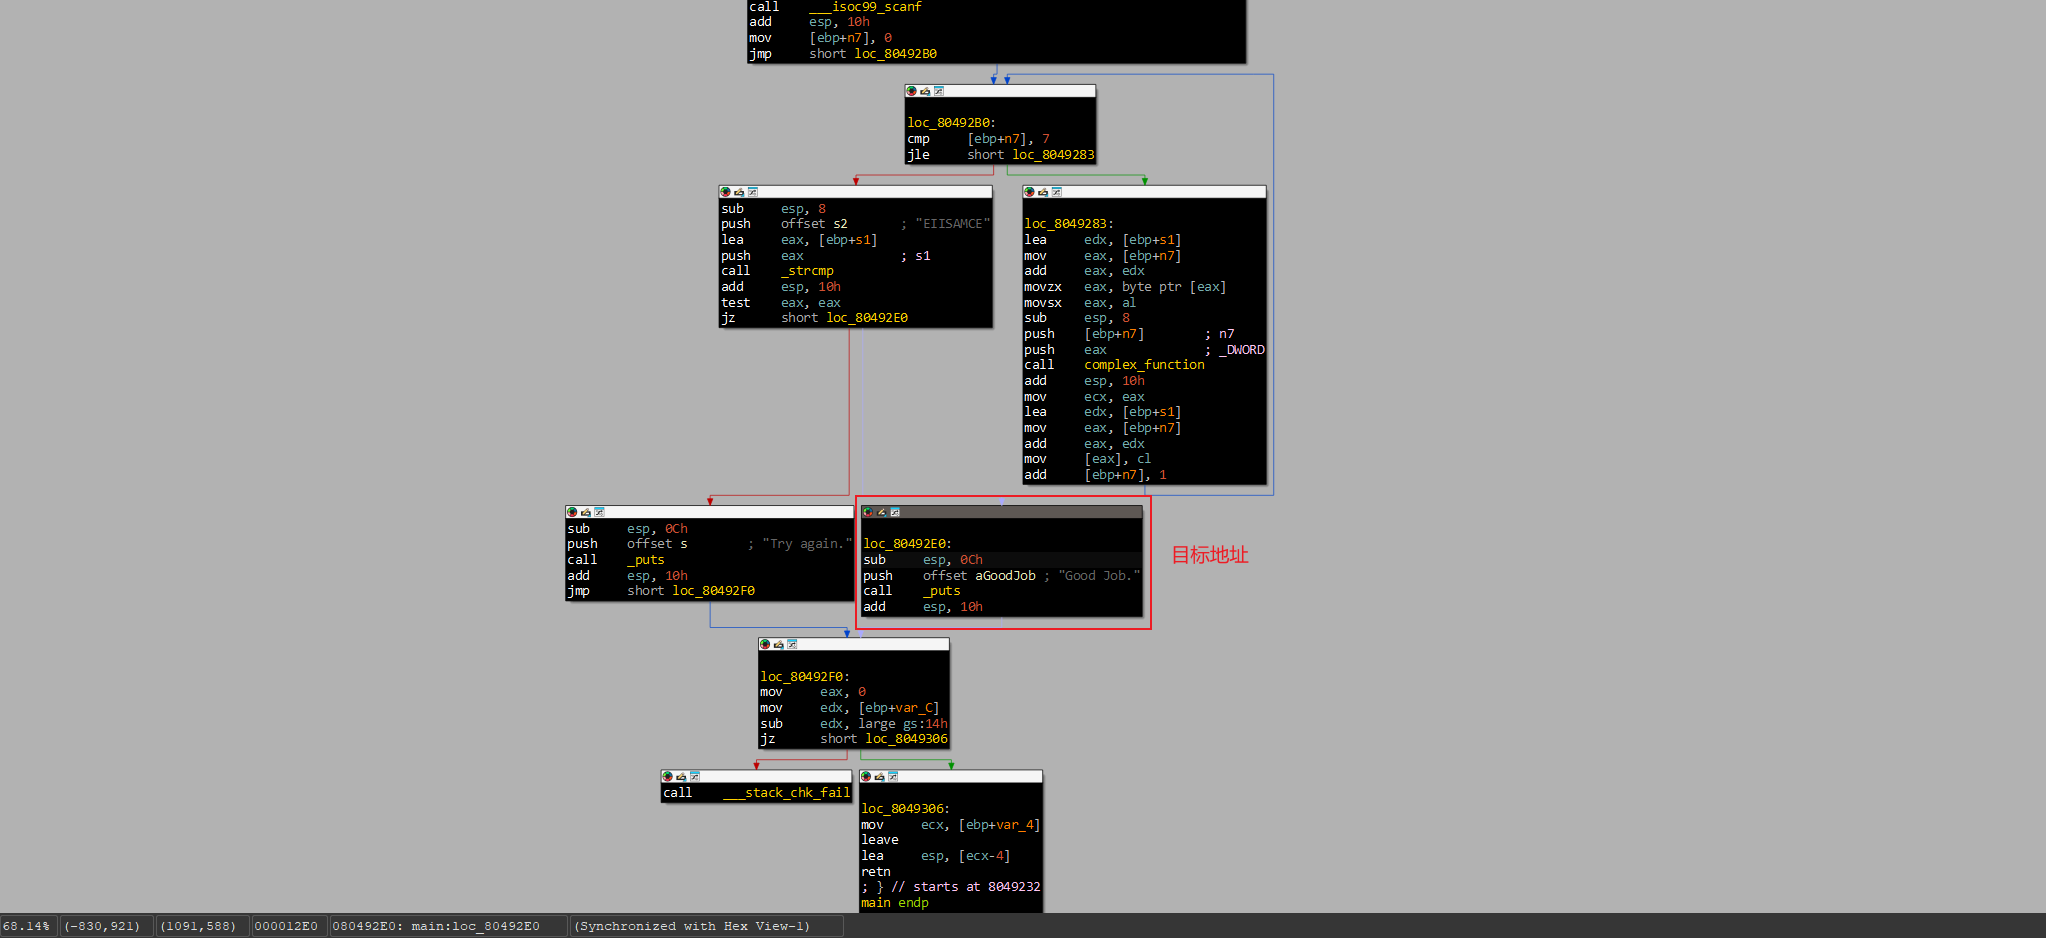 call    ___isoc99_scanf
add     esp, 10h
mov     [ebp+n7], 0
jmp     short loc_80492B0
loc_80492B0:
cmp     [ebp+n7], 7
jle     short loc_8049283
sub     esp, 8
push    offset s2       ; "EIISAMCE"
lea     eax, [ebp+s1]
push    eax             ; s1
call    _strcmp
add     esp, 10h
test    eax, eax
jz      short loc_80492E0
loc_8049283:
lea     edx, [ebp+s1]
mov     eax, [ebp+n7]
add     eax, edx
movzx   eax, byte ptr [eax]
movsx   eax, al
sub     esp, 8
push    [ebp+n7]        ; n7
push    eax             ; _DWORD
call    complex_function
add     esp, 10h
mov     ecx, eax
lea     edx, [ebp+s1]
mov     eax, [ebp+n7]
add     eax, edx
mov     [eax], cl
add     [ebp+n7], 1
sub     esp, 0Ch
push    offset s        ; "Try again."
call    _puts
add     esp, 10h
jmp     short loc_80492F0
loc_80492E0:
sub     esp, 0Ch
push    offset aGoodJob ; "Good Job."
call    _puts
add     esp, 10h
目标地址
loc_80492F0:
mov     eax, 0
mov     edx, [ebp+var_C]
sub     edx, large gs:14h
jz      short loc_8049306
call    ___stack_chk_fail
loc_8049306:
mov     ecx, [ebp+var_4]
leave
lea     esp, [ecx-4]
retn
; } // starts at 8049232
main endp
68.14% (-830,921) (1091,588) 000012E0 080492E0: main:loc_80492E0 (Synchronized with Hex View-1)